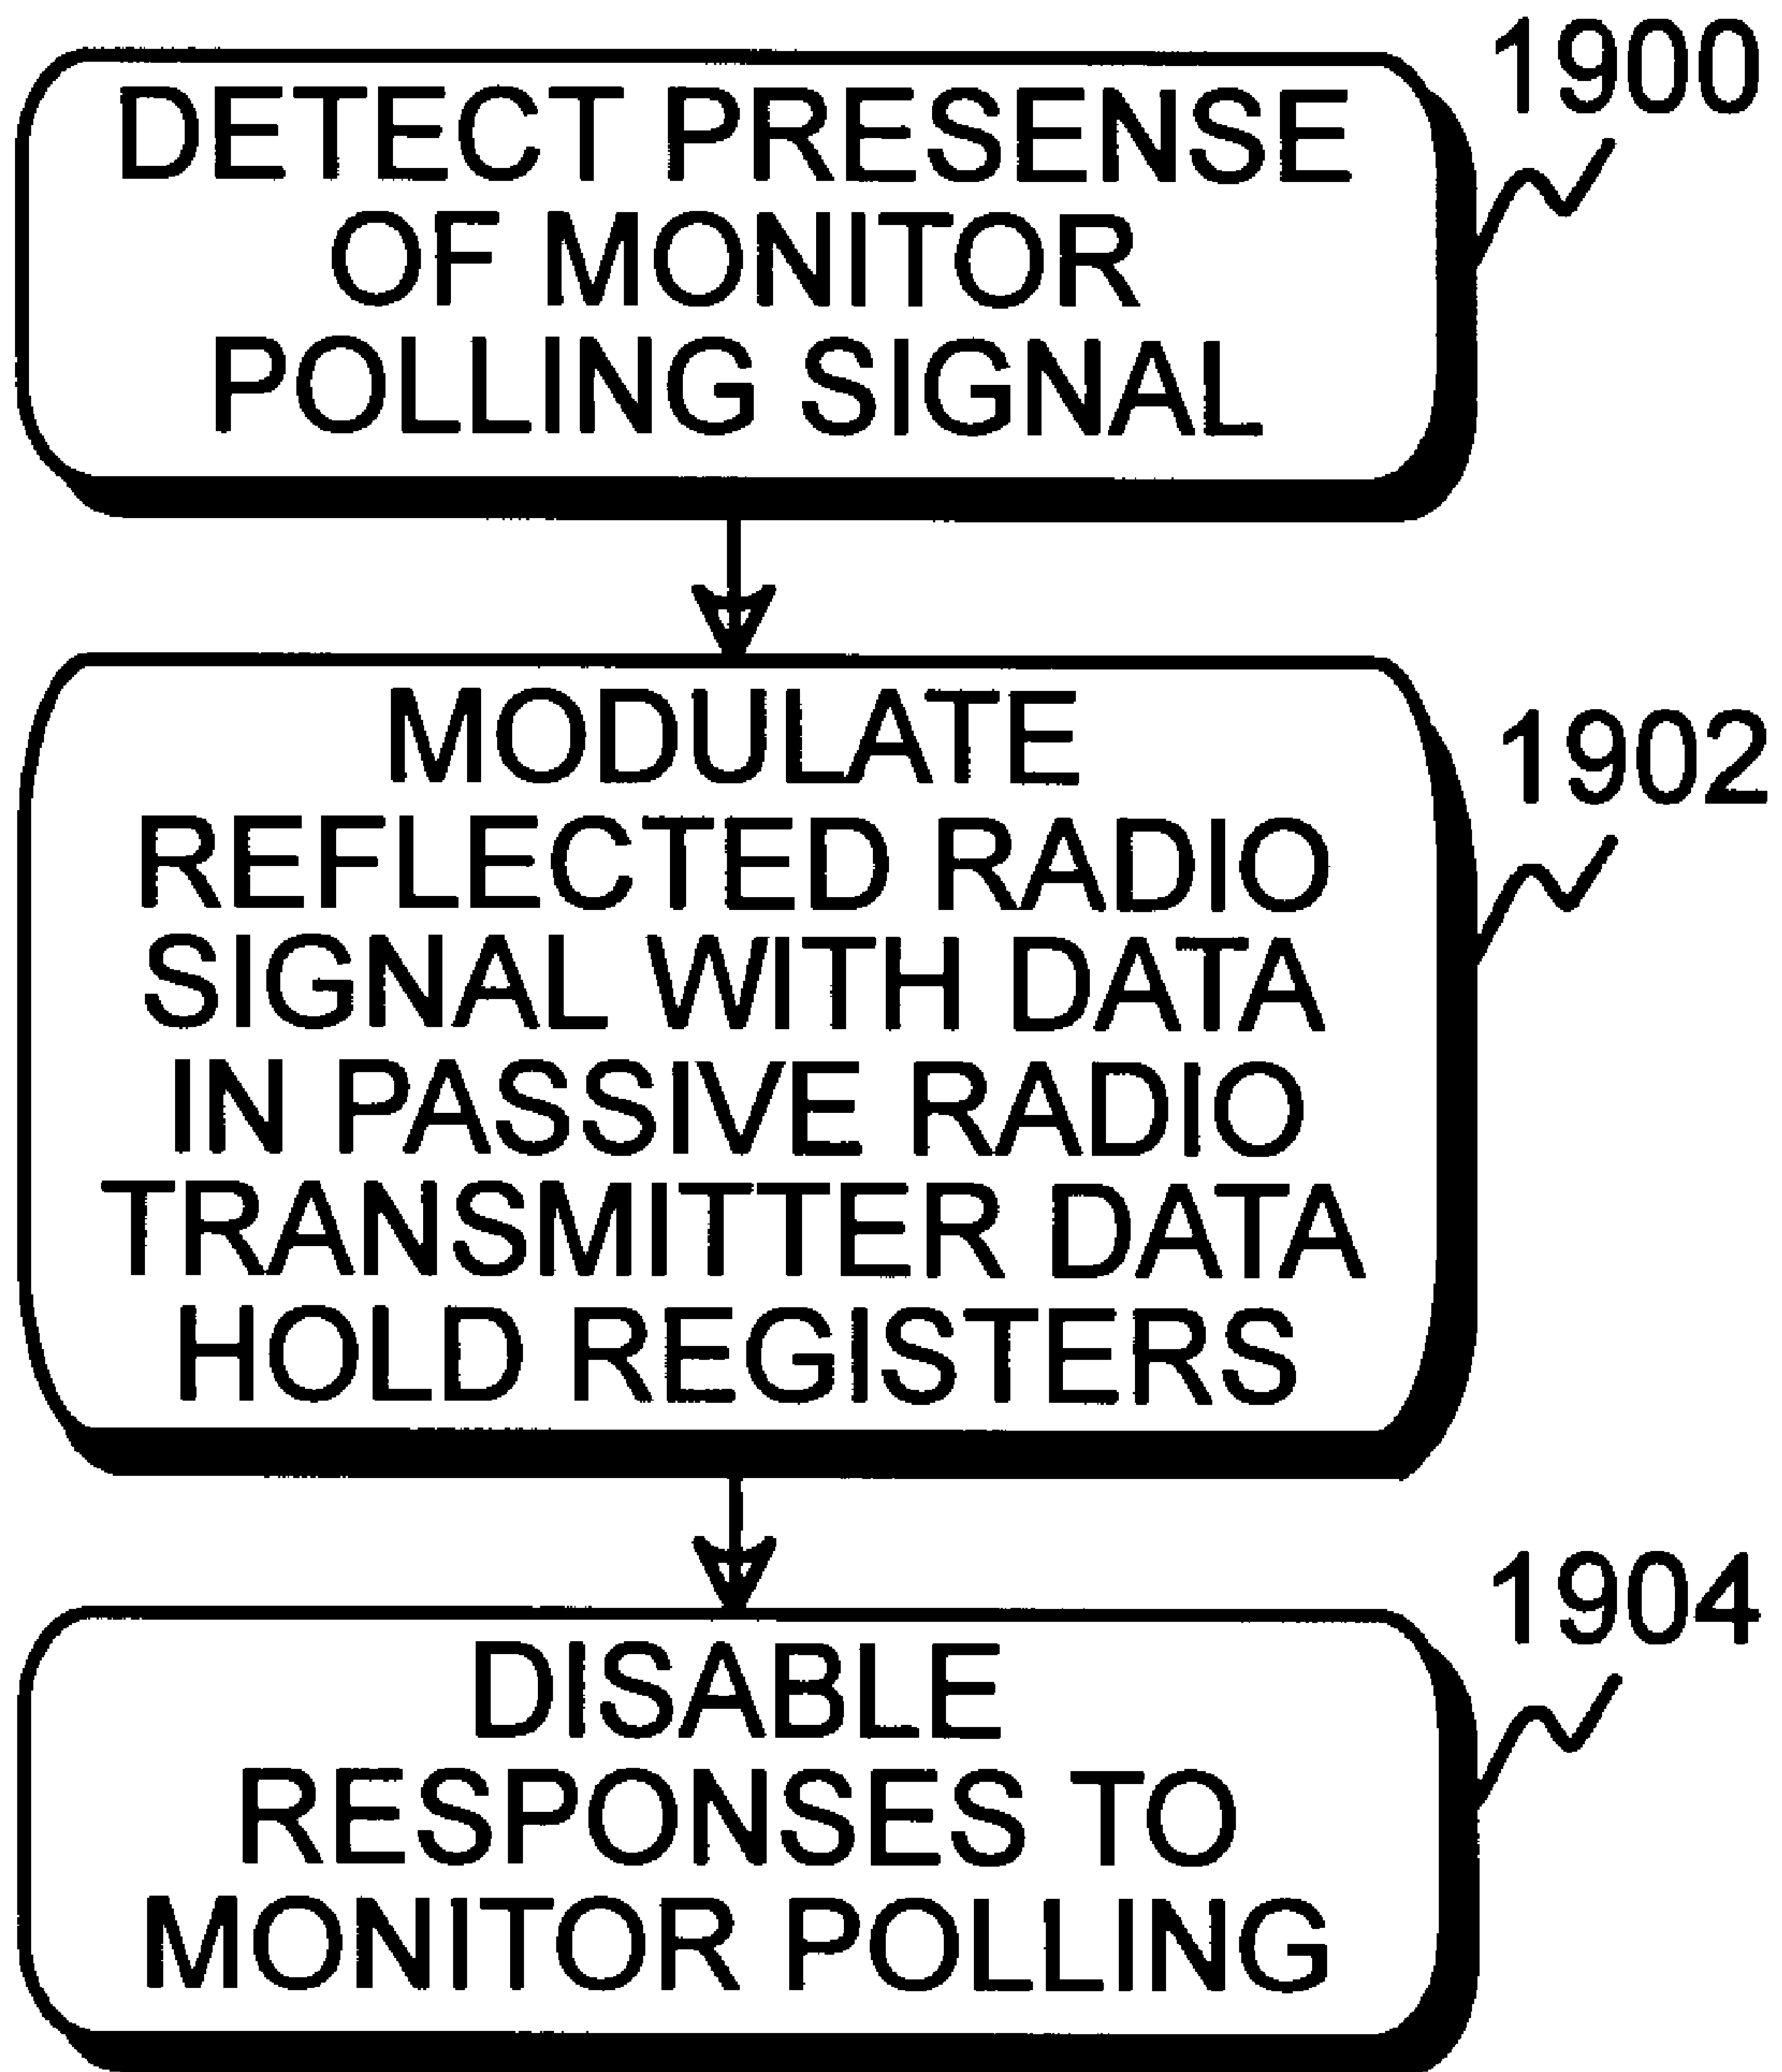 1900
DETECT PRESENSE
OF MONITOR
POLLING SIGNAL
1902
MODULATE
REFLECTED RADIO
SIGNAL WITH DATA
IN PASSIVE RADIO
TRANSMITTER DATA
HOLD REGISTERS
1904
DISABLE
RESPONSES TO
MONITOR POLLING